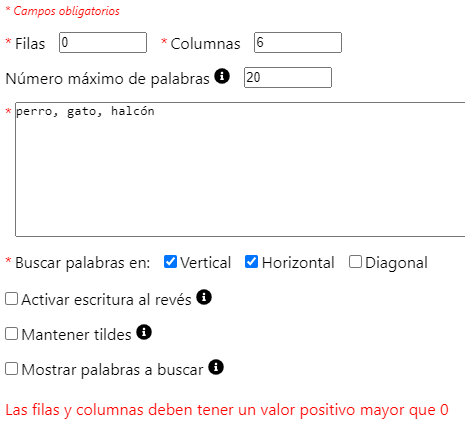 * Campos obligatorios
* Filas 0 * Columnas 6
Número máximo de palabras 20
* perro, gato, halcón
* Buscar palabras en: Vertical Horizontal Diagonal
Activar escritura al revés
Mantener tildes
Mostrar palabras a buscar
Las filas y columnas deben tener un valor positivo mayor que 0